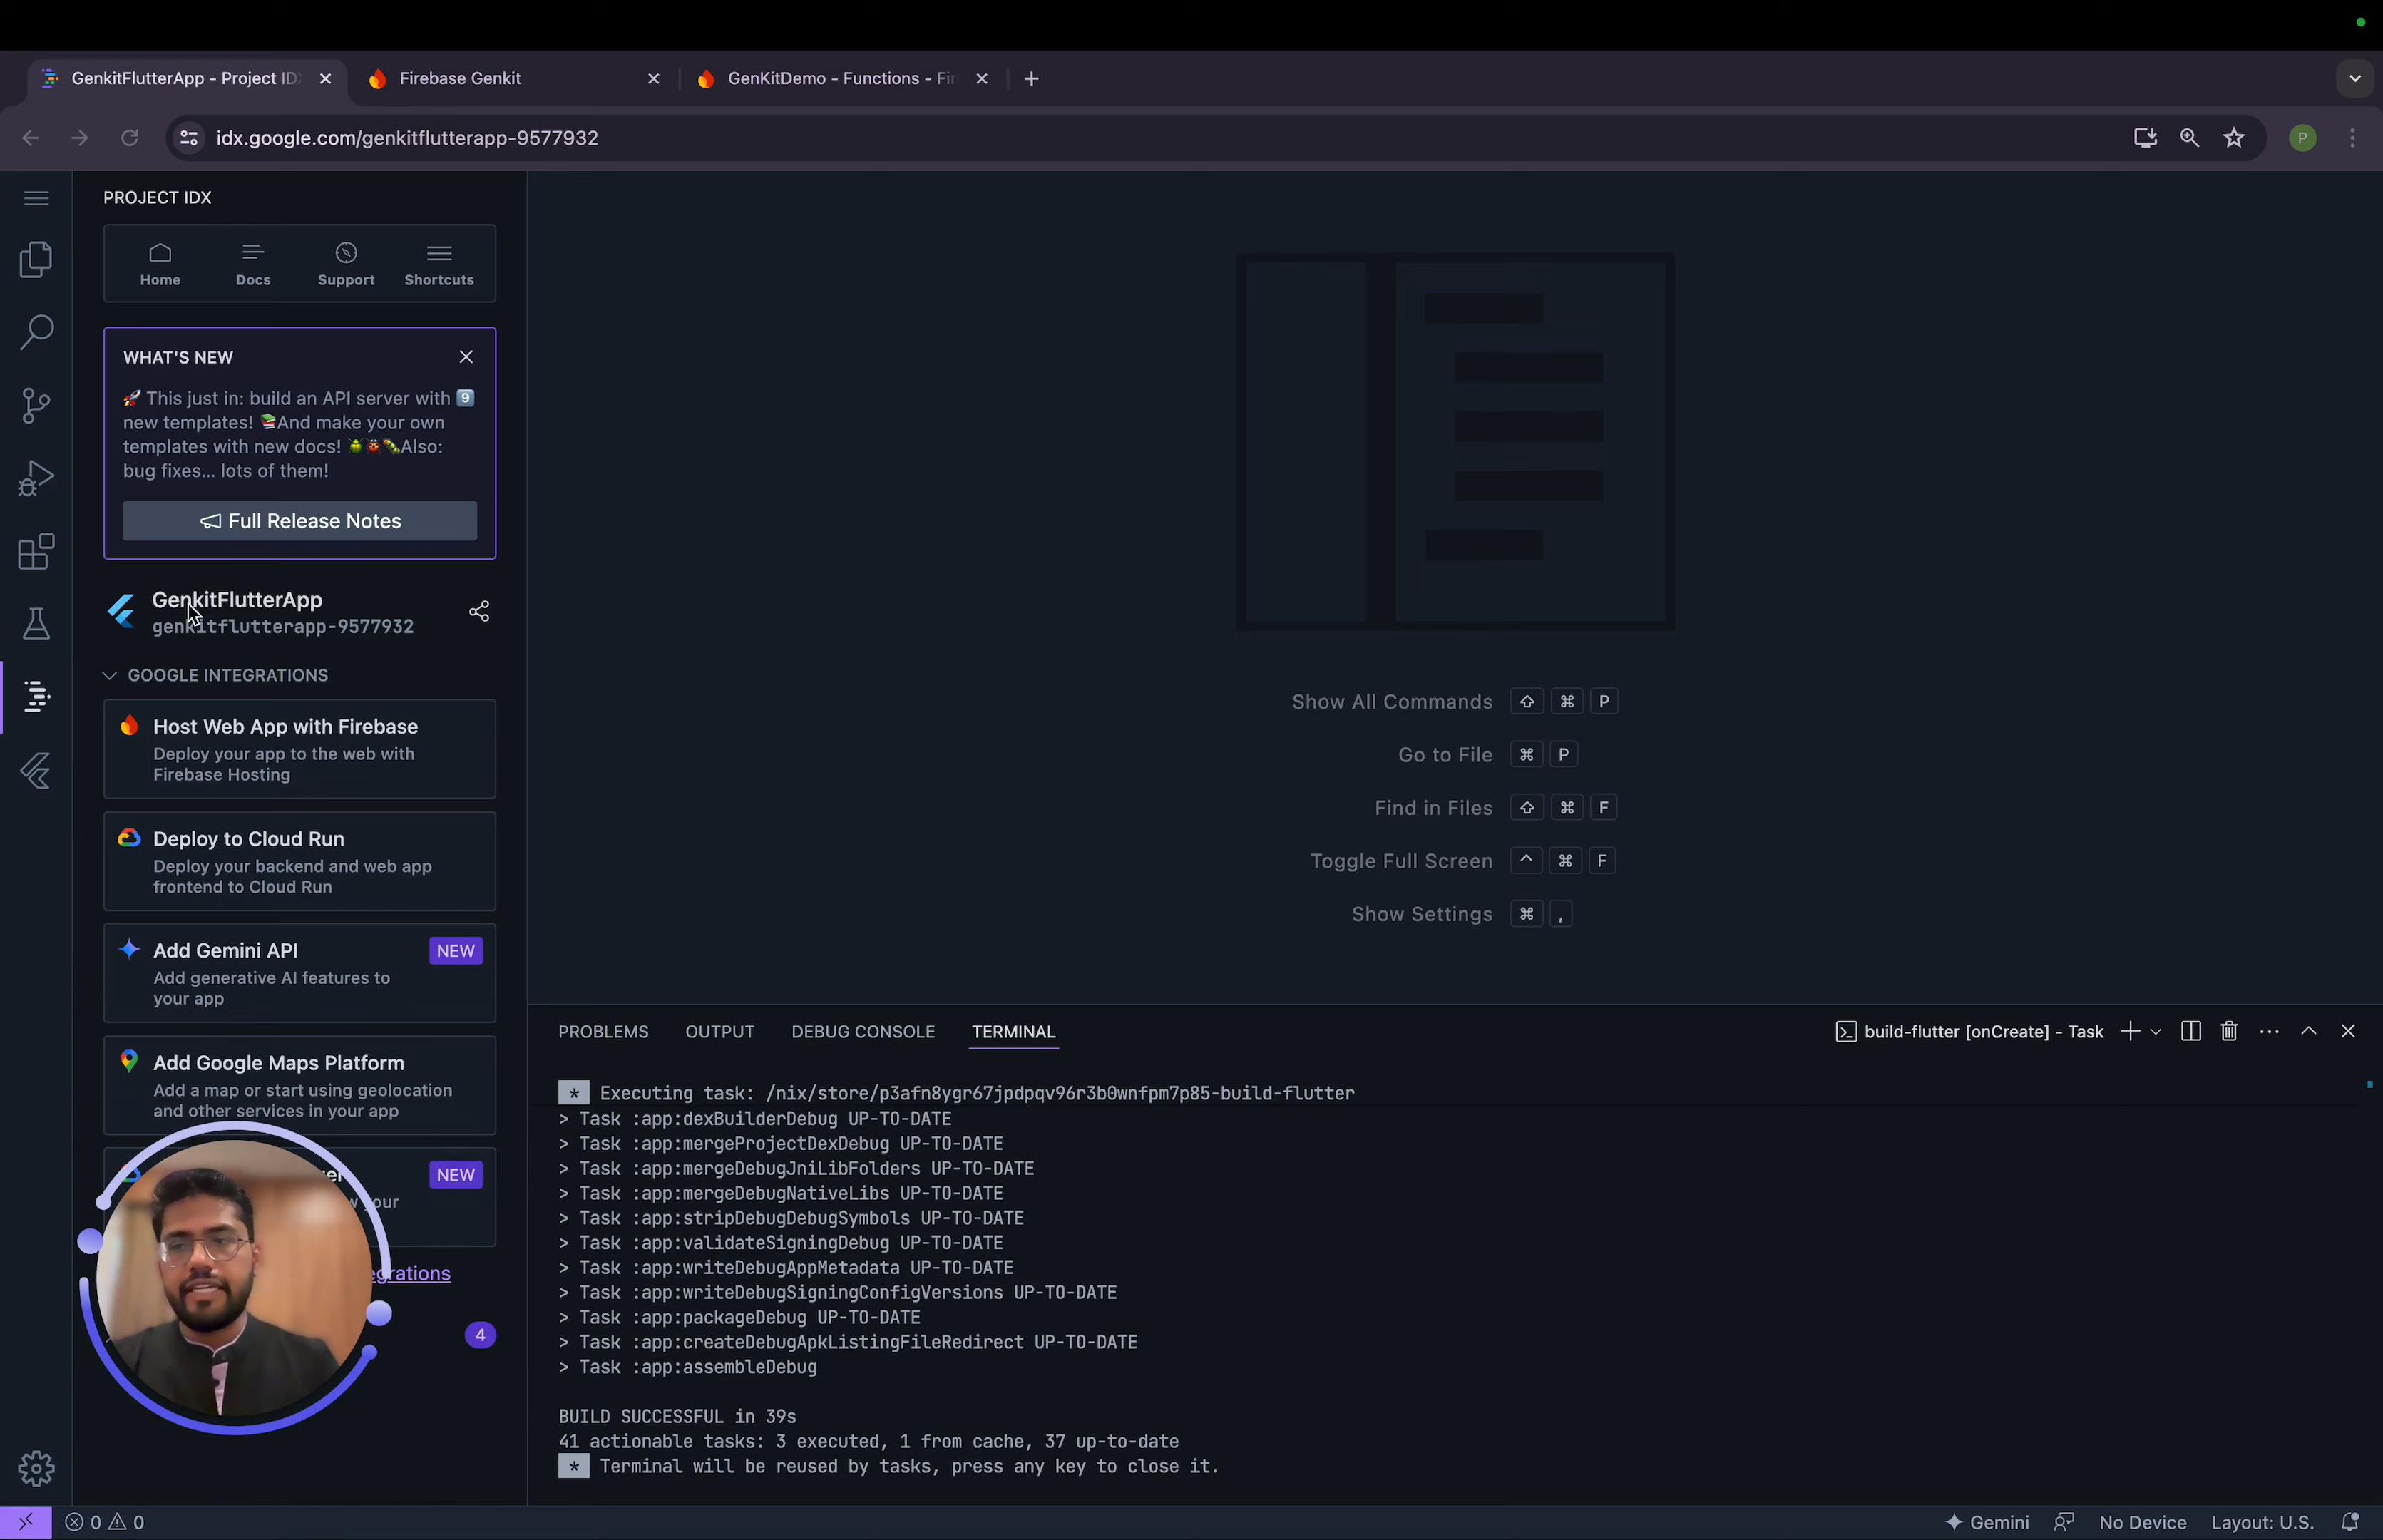 GenkitFlutterApp - Project ID
Firebase Genkit
GenKitDemo - Functions - Fir
idx.google.com/genkitflutterapp-9577932
P
PROJECT IDX
Home
Docs
Support
Shortcuts
WHAT'S NEW
🚀 This just in: build an API server with 9️⃣
new templates! 📚And make your own
templates with new docs! 🪲🐞🐛Also:
bug fixes... lots of them!
Full Release Notes
GenkitFlutterApp
genkitflutterapp-9577932
GOOGLE INTEGRATIONS
Host Web App with Firebase
Deploy your app to the web with
Firebase Hosting
Deploy to Cloud Run
Deploy your backend and web app
frontend to Cloud Run
Add Gemini API
NEW
Add generative AI features to
your app
Add Google Maps Platform
Add a map or start using geolocation
and other services in your app
NEW
your
4
Show All Commands ⇧ ⌘ P
Go to File ⌘ P
Find in Files ⇧ ⌘ F
Toggle Full Screen ^ ⌘ F
Show Settings ⌘ ,
PROBLEMS
OUTPUT
DEBUG CONSOLE
TERMINAL
build-flutter [onCreate] - Task
* Executing task: /nix/store/p3afn8ygr67jpdpqv96r3b0wnfpm7p85-build-flutter
> Task :app:dexBuilderDebug UP-TO-DATE
> Task :app:mergeProjectDexDebug UP-TO-DATE
> Task :app:mergeDebugJniLibFolders UP-TO-DATE
> Task :app:mergeDebugNativeLibs UP-TO-DATE
> Task :app:stripDebugDebugSymbols UP-TO-DATE
> Task :app:validateSigningDebug UP-TO-DATE
> Task :app:writeDebugAppMetadata UP-TO-DATE
> Task :app:writeDebugSigningConfigVersions UP-TO-DATE
> Task :app:packageDebug UP-TO-DATE
> Task :app:createDebugApkListingFileRedirect UP-TO-DATE
> Task :app:assembleDebug
BUILD SUCCESSFUL in 39s
41 actionable tasks: 3 executed, 1 from cache, 37 up-to-date
* Terminal will be reused by tasks, press any key to close it.
0
0
Gemini
No Device
Layout: U.S.